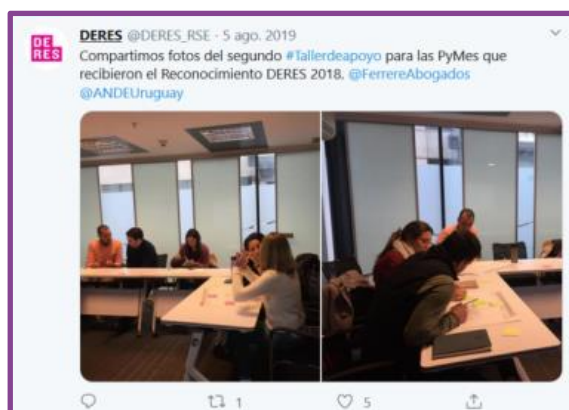 DE
RES
DERES @DERES_RSE · 5 ago. 2019
Compartimos fotos del segundo #Tallerdeapoyo para las PyMes que
recibieron el Reconocimiento DERES 2018. @FerrereAbogados
@ANDEUruguay
1
5